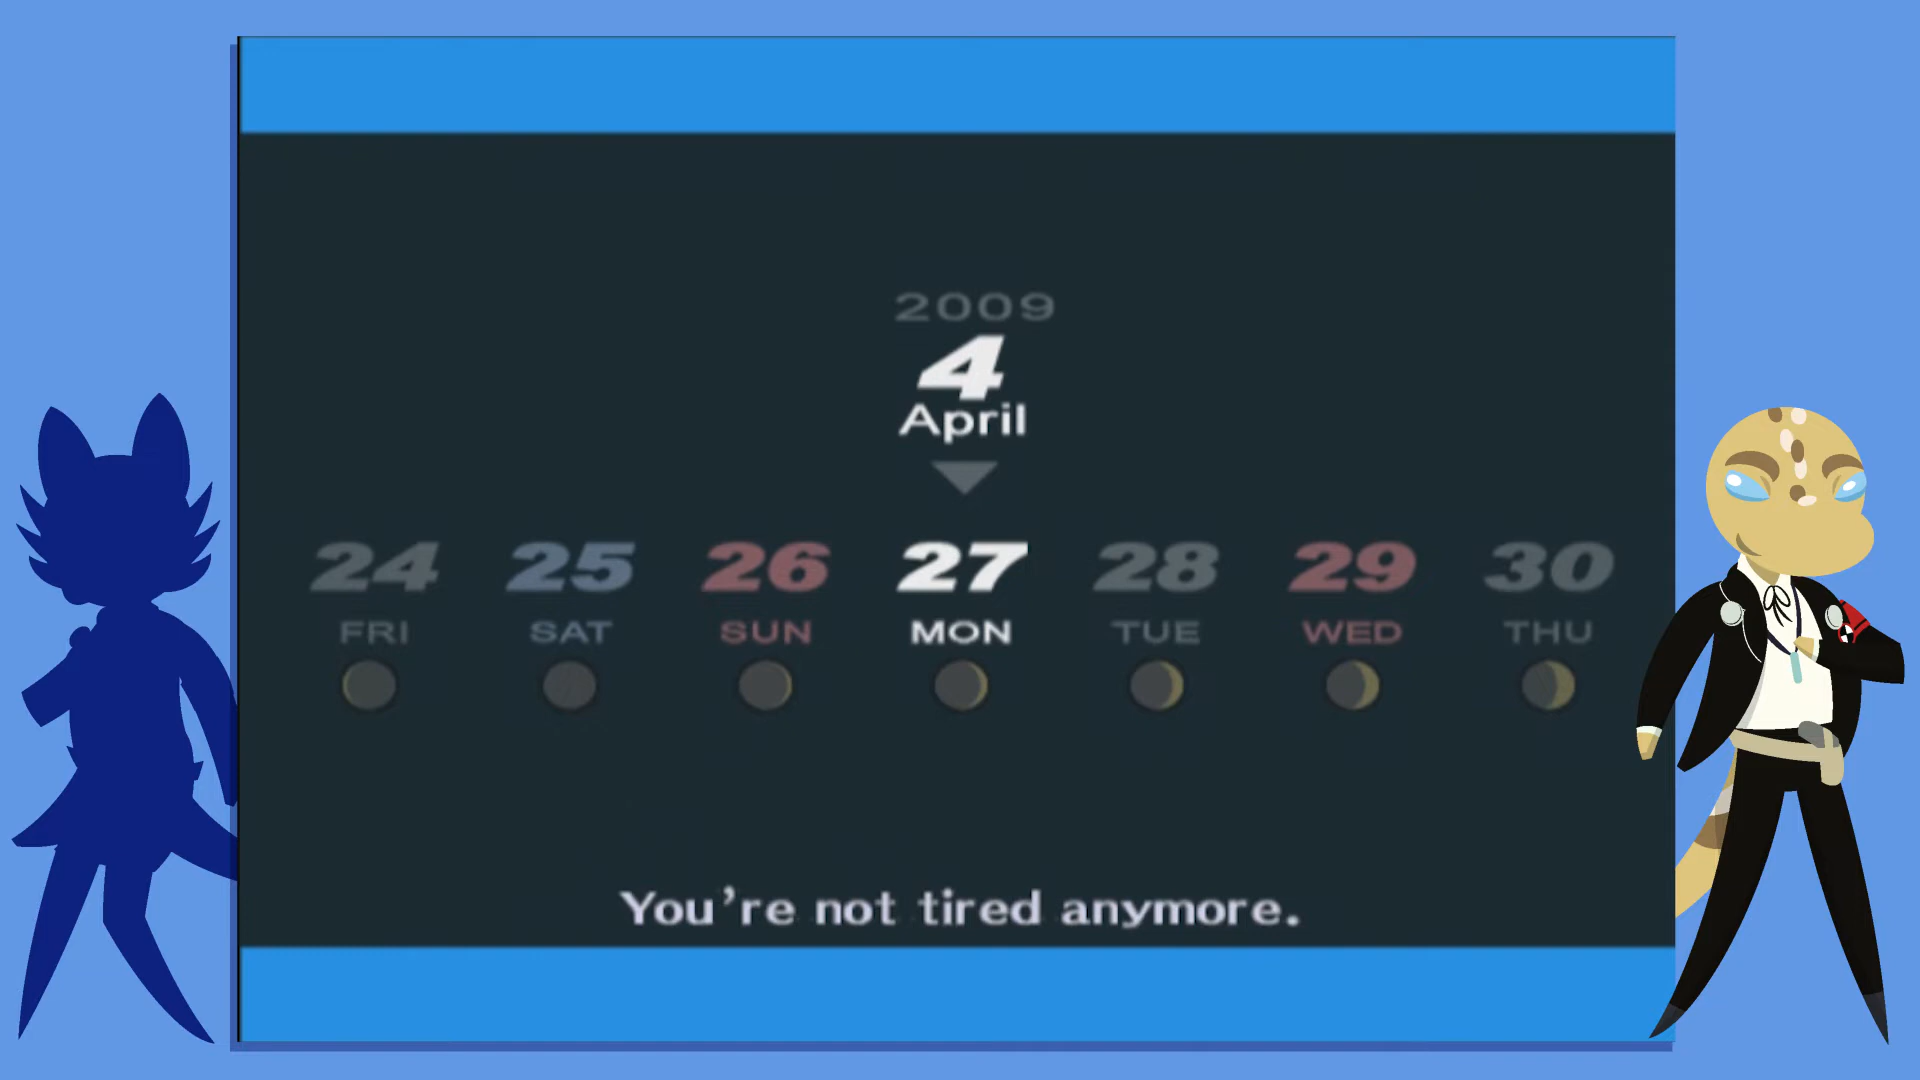 2009
4
April
24 25 26 27 28 29 30
FRI SAT SUN MON TUE WED THU
You're not tired anymore.